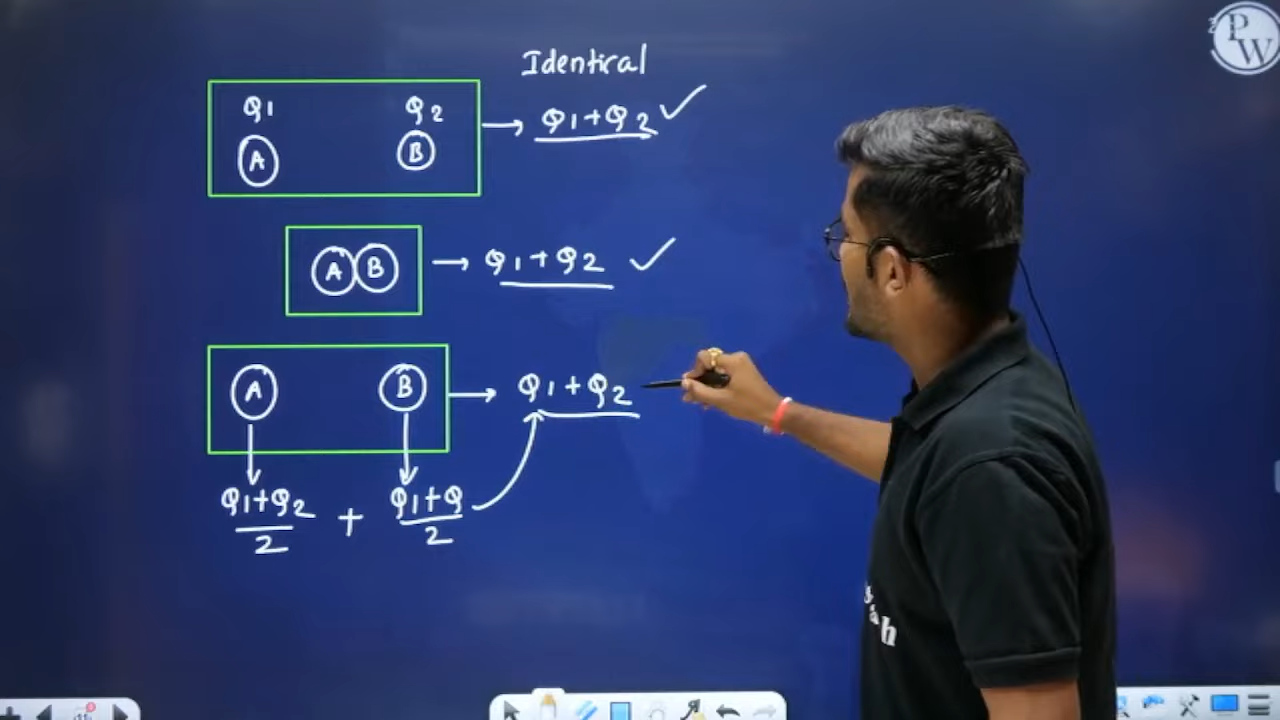 Identical
Q1 Q2
A B
→ Q1+Q2 ✓
A B → Q1+Q2 ✓
A B → Q1+Q2
Q1+Q2/2 + Q1+Q/2
PW
h